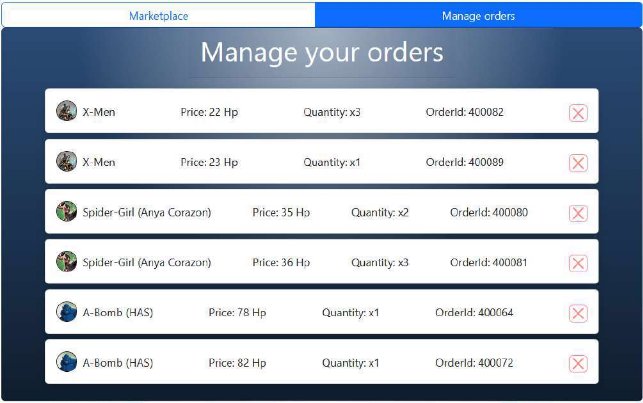 Marketplace Manage orders
Manage your orders
X-Men Price: 22 Hp Quantity: x3 OrderId: 400082
X-Men Price: 23 Hp Quantity: x1 OrderId: 400089
Spider-Girl (Anya Corazon) Price: 35 Hp Quantity: x2 OrderId: 400080
Spider-Girl (Anya Corazon) Price: 36 Hp Quantity: x3 OrderId: 400081
A-Bomb (HAS) Price: 78 Hp Quantity: x1 OrderId: 400064
A-Bomb (HAS) Price: 82 Hp Quantity: x1 OrderId: 400072